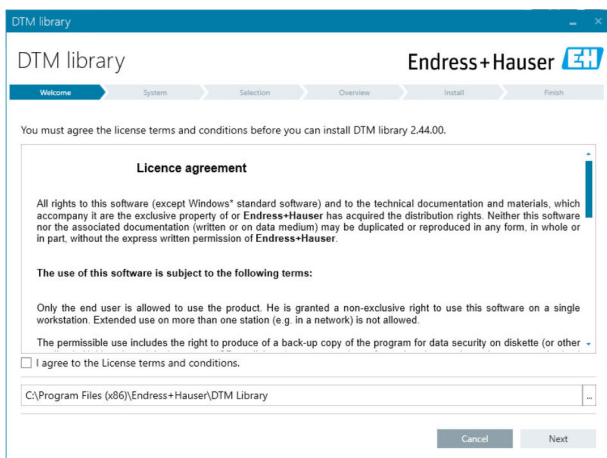 DTM library
DTM library
Endress+Hauser EH
Welcome System Selection Overview Install Finish
You must agree the license terms and conditions before you can install DTM library 2.44.00.
Licence agreement
All rights to this software (except Windows* standard software) and to the technical documentation and materials, which
accompany it are the exclusive property of or Endress+Hauser has acquired the distribution rights. Neither this software
nor the associated documentation (written or on data medium) may be duplicated or reproduced in any form, in whole or
in part, without the express written permission of Endress+Hauser.
The use of this software is subject to the following terms:
Only the end user is allowed to use the product. He is granted a non-exclusive right to use this software on a single
workstation. Extended use on more than one station (e.g. in a network) is not allowed.
The permissible use includes the right to produce of a back-up copy of the program for data security on diskette (or other
I agree to the License terms and conditions.
C:\Program Files (x86)\Endress+Hauser\DTM Library ...
Cancel Next